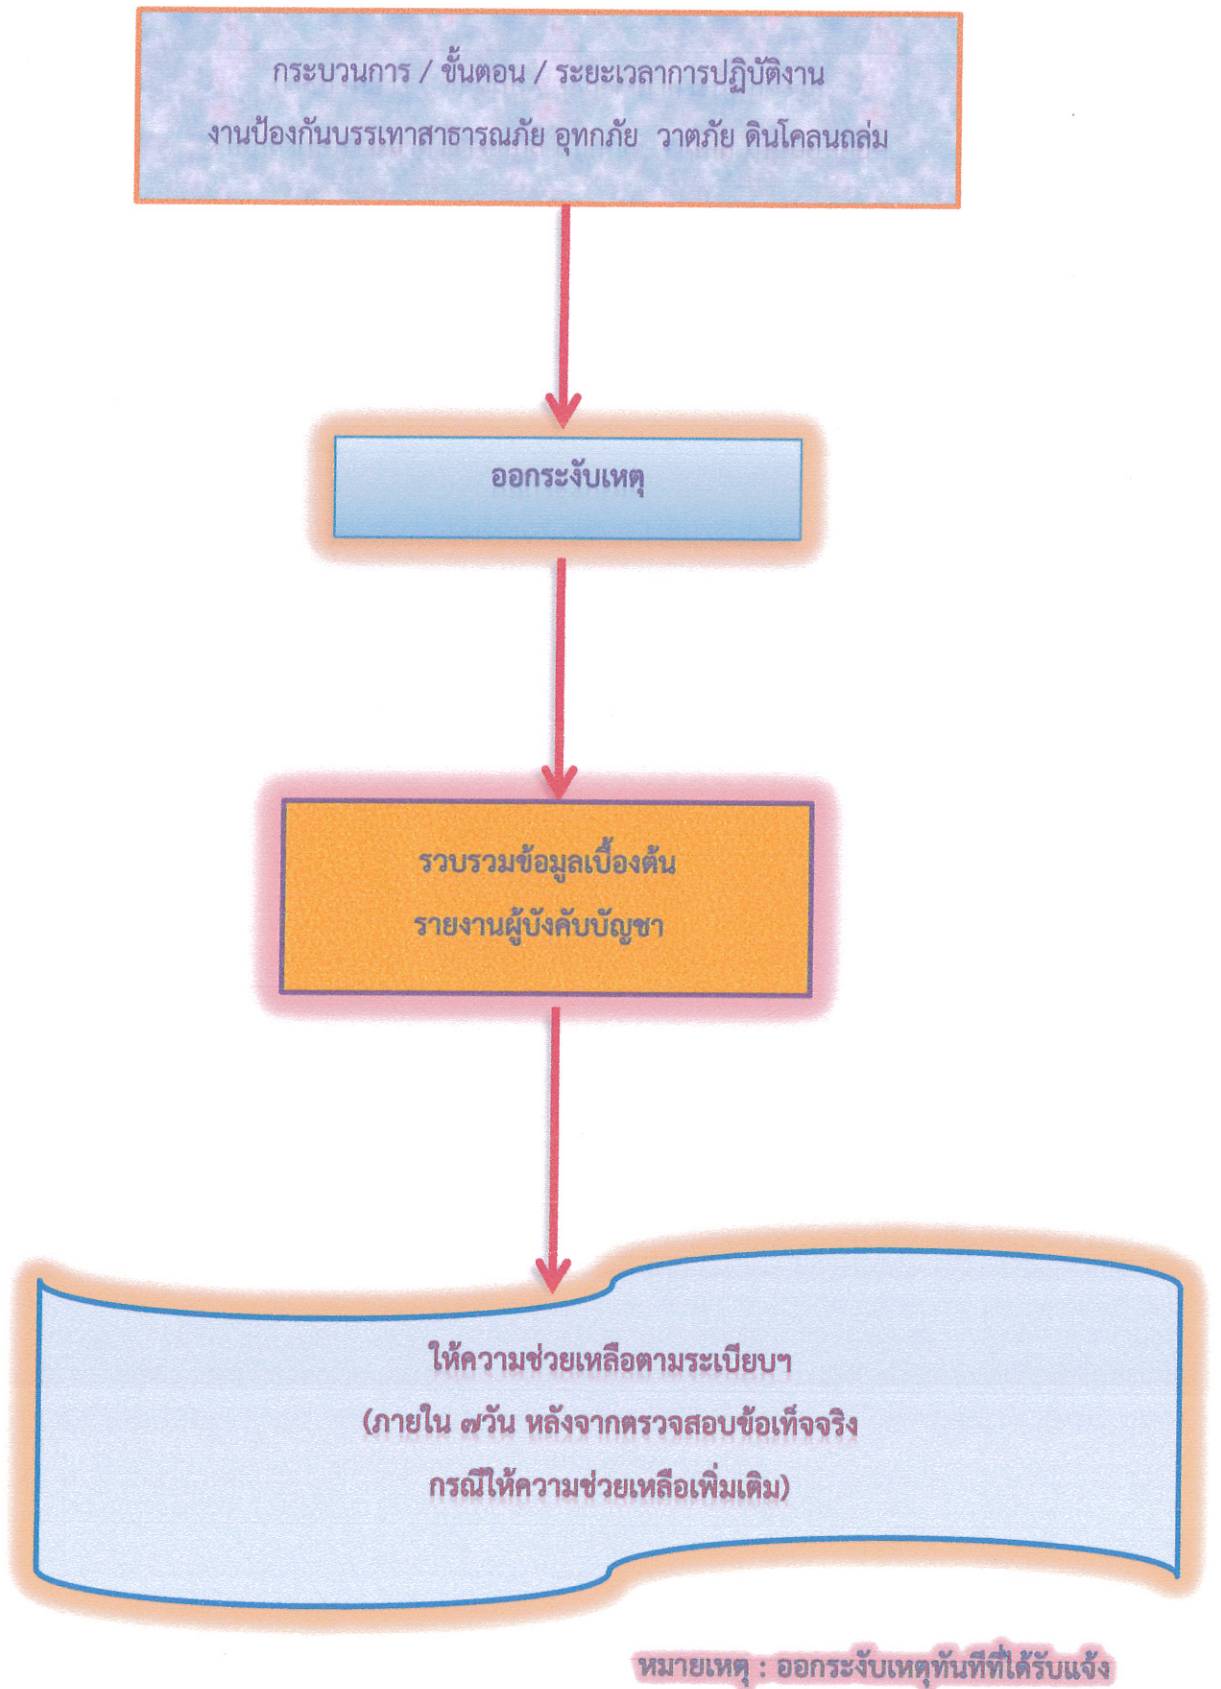 กระบวนการ / ขั้นตอน / ระยะเวลาการปฏิบัติงาน
งานป้องกันบรรเทาสาธารณภัย อุทกภัย วาตภัย ดินโคลนถล่ม
ออกระงับเหตุ
รวบรวมข้อมูลเบื้องต้น
รายงานผู้บังคับบัญชา
ให้ความช่วยเหลือตามระเบียบฯ
(ภายใน ๗วัน หลังจากตรวจสอบข้อเท็จจริง
กรณีให้ความช่วยเหลือเพิ่มเติม)
หมายเหตุ : ออกระงับเหตุทันทีที่ได้รับแจ้ง